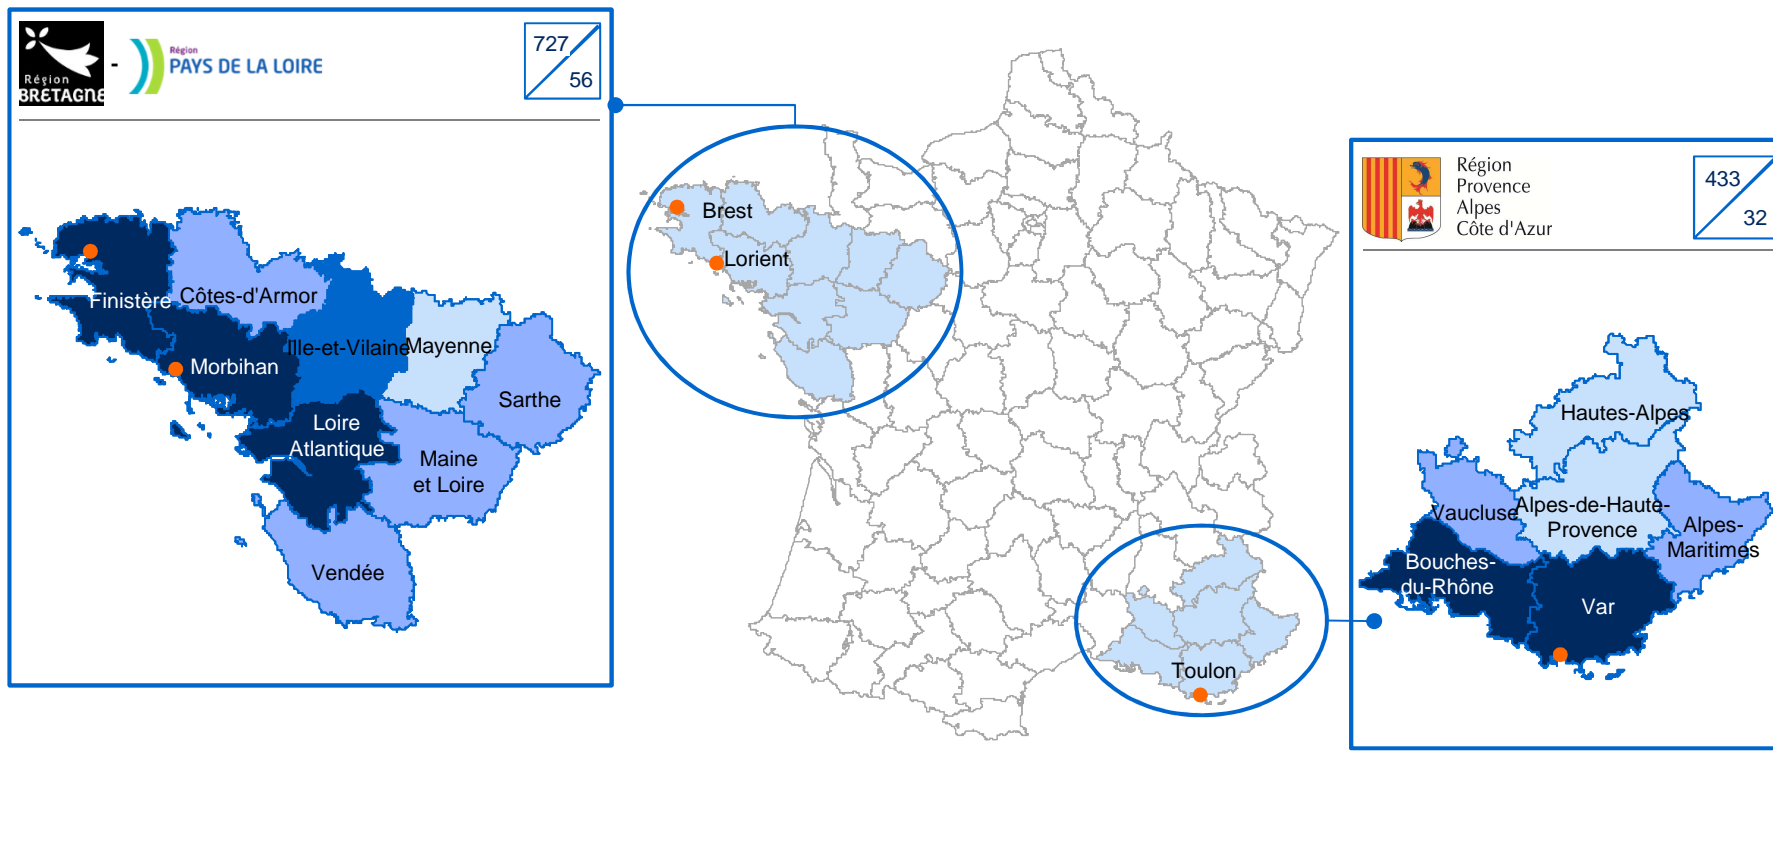 Région
BRETAGNE
-
Région
PAYS DE LA LOIRE
727
56
Finistère
Côtes-d'Armor
Morbihan
Ille-et-Vilaine
Mayenne
Sarthe
Loire
Atlantique
Maine
et Loire
Vendée
Brest
Lorient
Toulon
Région
Provence
Alpes
Côte d'Azur
433
32
Hautes-Alpes
Vaucluse
Alpes-de-Haute-
Provence
Alpes-
Maritimes
Bouches-
du-Rhône
Var